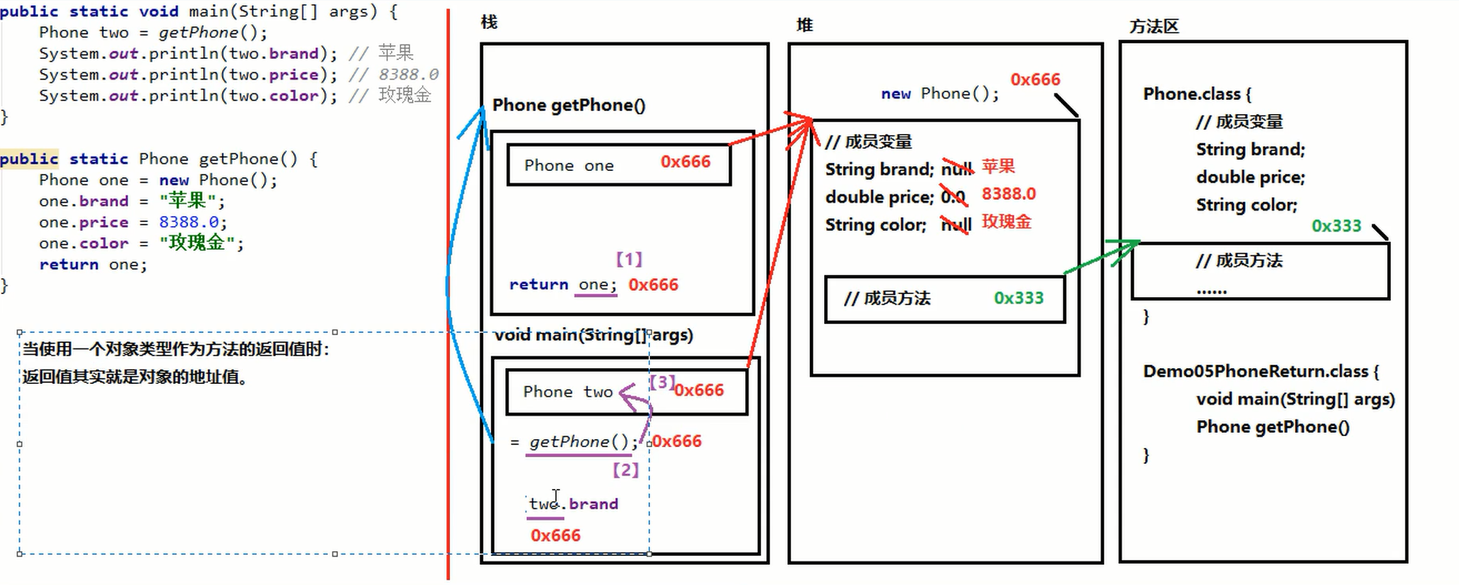 public static void main(String[] args) {
Phone two = getPhone();
System.out.println(two.brand); // 苹果
System.out.println(two.price); // 8388.0
System.out.println(two.color); // 玫瑰金
}
public static Phone getPhone() {
Phone one = new Phone();
one.brand = "苹果";
one.price = 8388.0;
one.color = "玫瑰金";
return one;
}
当使用一个对象类型作为方法的返回值时：
返回值其实就是对象的地址值。
栈
Phone getPhone()
Phone one 0x666
【1】
return one; 0x666
void main(String[] args)
Phone two 【3】 0x666
= getPhone(); 0x666
【2】
two.brand
0x666
堆
0x666
new Phone();
// 成员变量
String brand; null 苹果
double price; 0.0 8388.0
String color; null 玫瑰金
// 成员方法 0x333
方法区
Phone.class {
// 成员变量
String brand;
double price;
String color;
0x333
// 成员方法
......
}
Demo05PhoneReturn.class {
void main(String[] args)
Phone getPhone()
}